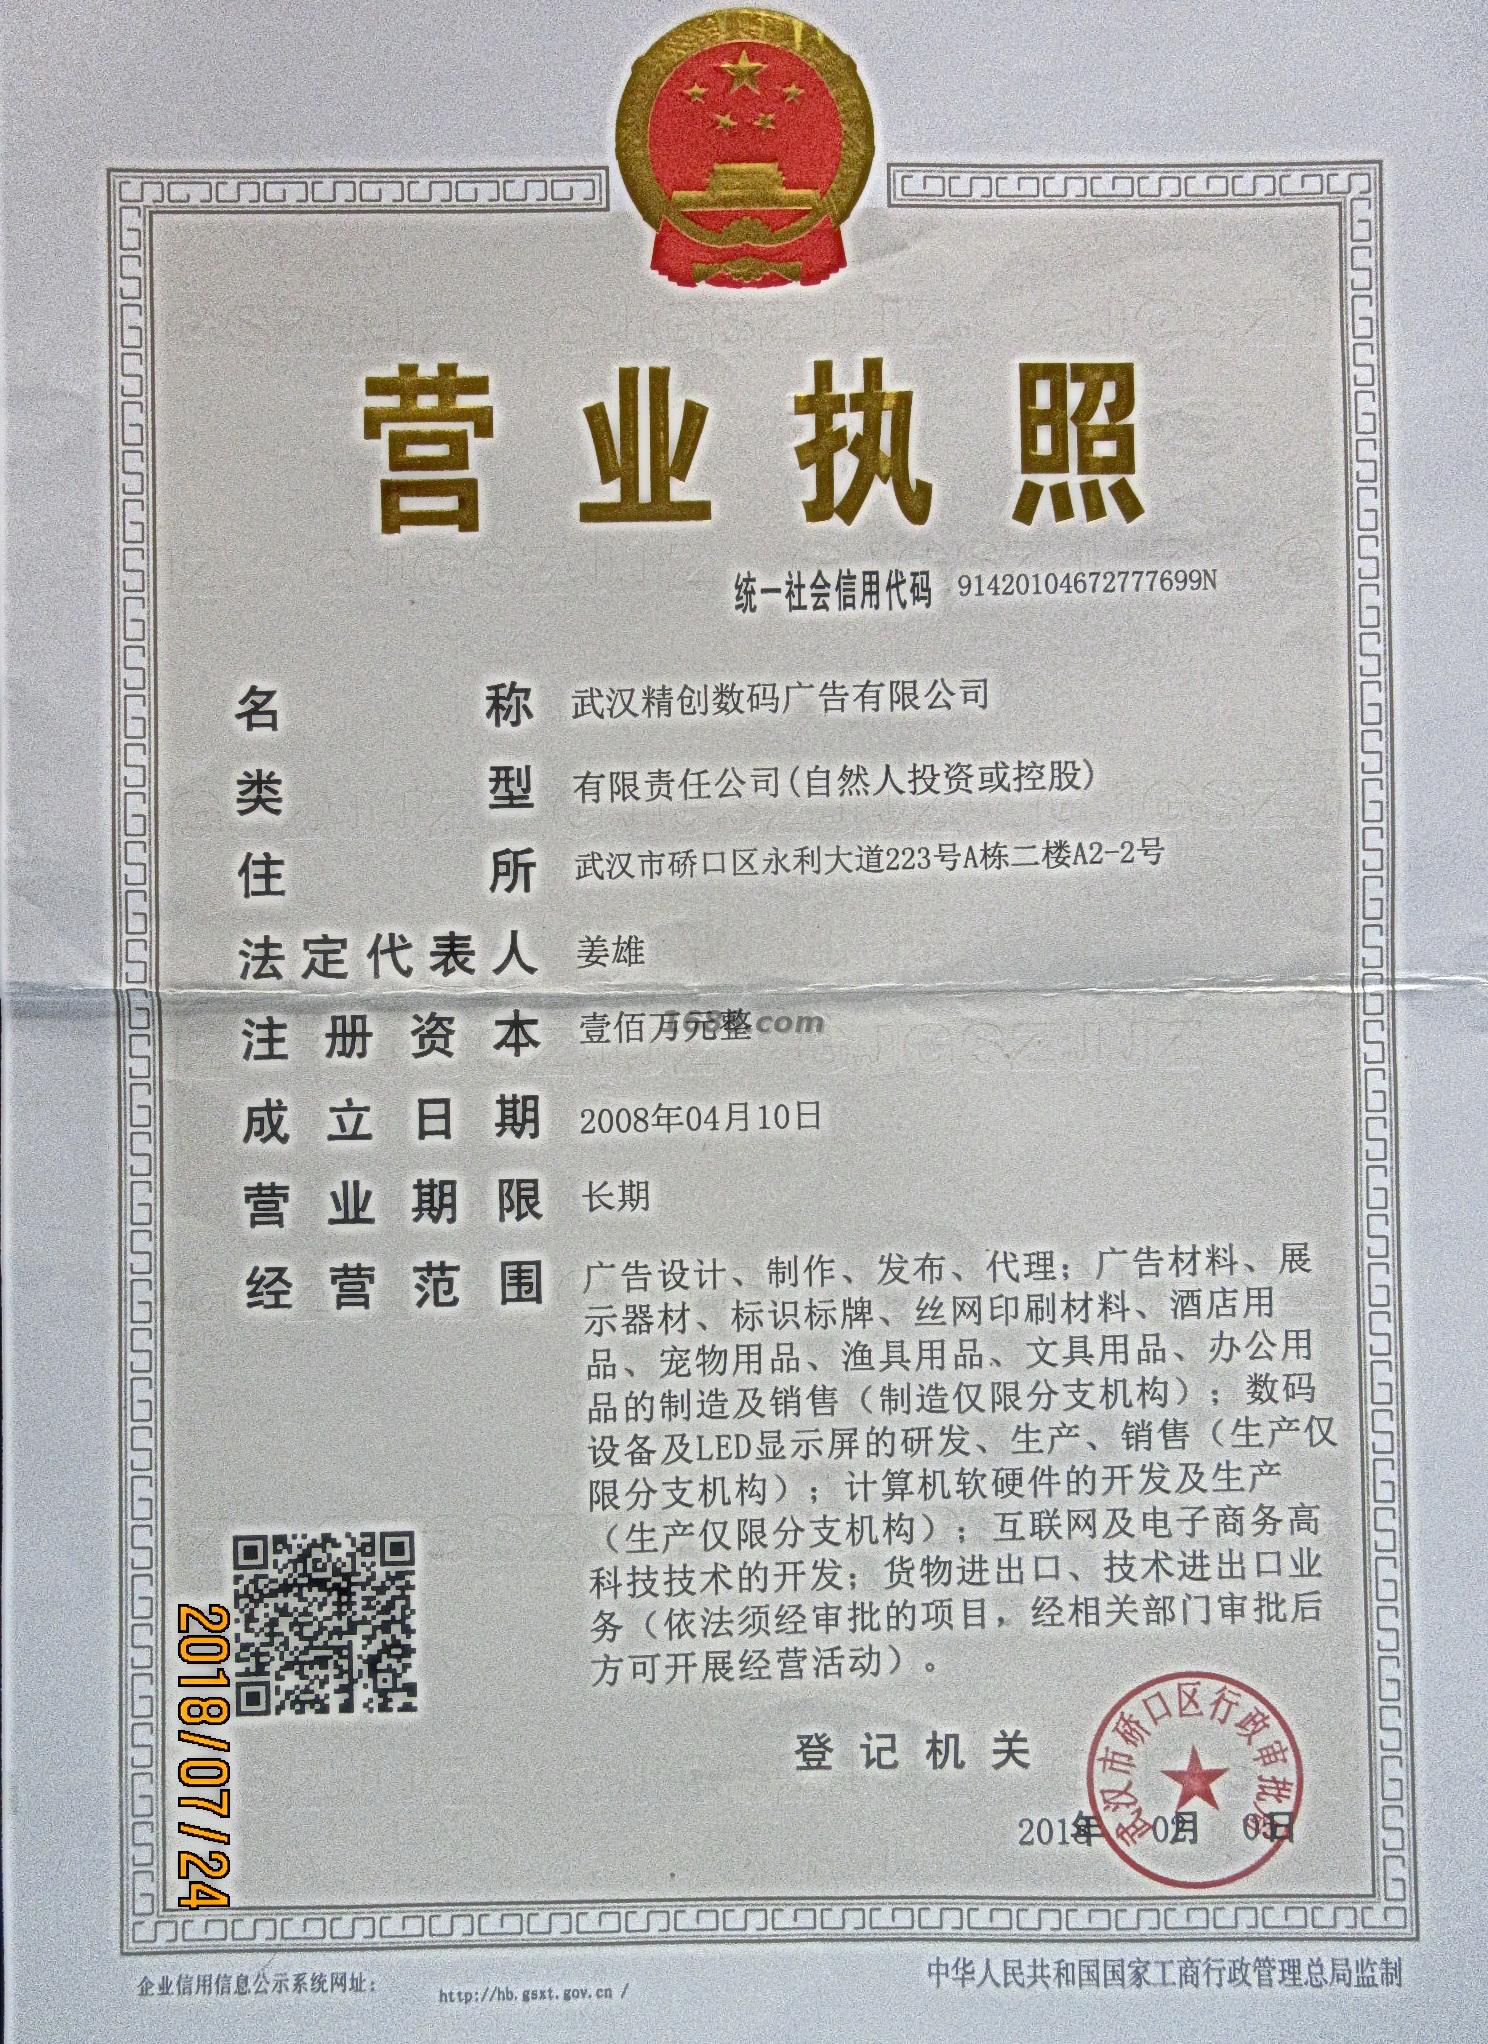 营业执照
统一社会信用代码 91420104672777699N
名称 武汉精创数码广告有限公司
类型 有限责任公司(自然人投资或控股)
住所 武汉市硚口区永利大道223号A栋二楼A2-2号
法定代表人 姜雄
注册资本 壹佰万元整
成立日期 2008年04月10日
营业期限 长期
经营范围 广告设计、制作、发布、代理；广告材料、展
示器材、标识标牌、丝网印刷材料、酒店用
品、宠物用品、渔具用品、文具用品、办公用
品的制造及销售（制造仅限分支机构）；数码
设备及LED显示屏的研发、生产、销售（生产仅
限分支机构）；计算机软硬件的开发及生产
（生产仅限分支机构）；互联网及电子商务高
科技技术的开发；货物进出口、技术进出口业
务（依法须经审批的项目，经相关部门审批后
方可开展经营活动）。
2018/07/24
登记机关
武汉市硚口区行政审批局
2018年 02月 日
企业信用信息公示系统网址： http://hb.gsxt.gov.cn /
中华人民共和国国家工商行政管理总局监制